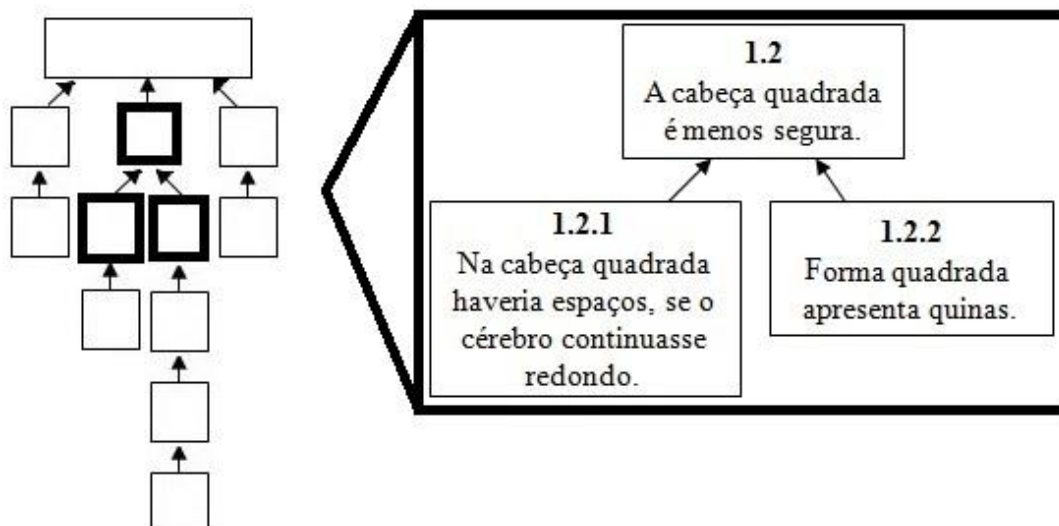 1.2
A cabeça quadrada
é menos segura.
1.2.1
Na cabeça quadrada
haveria espaços, se o
cérebro continuasse
redondo.
1.2.2
Forma quadrada
apresenta quinas.